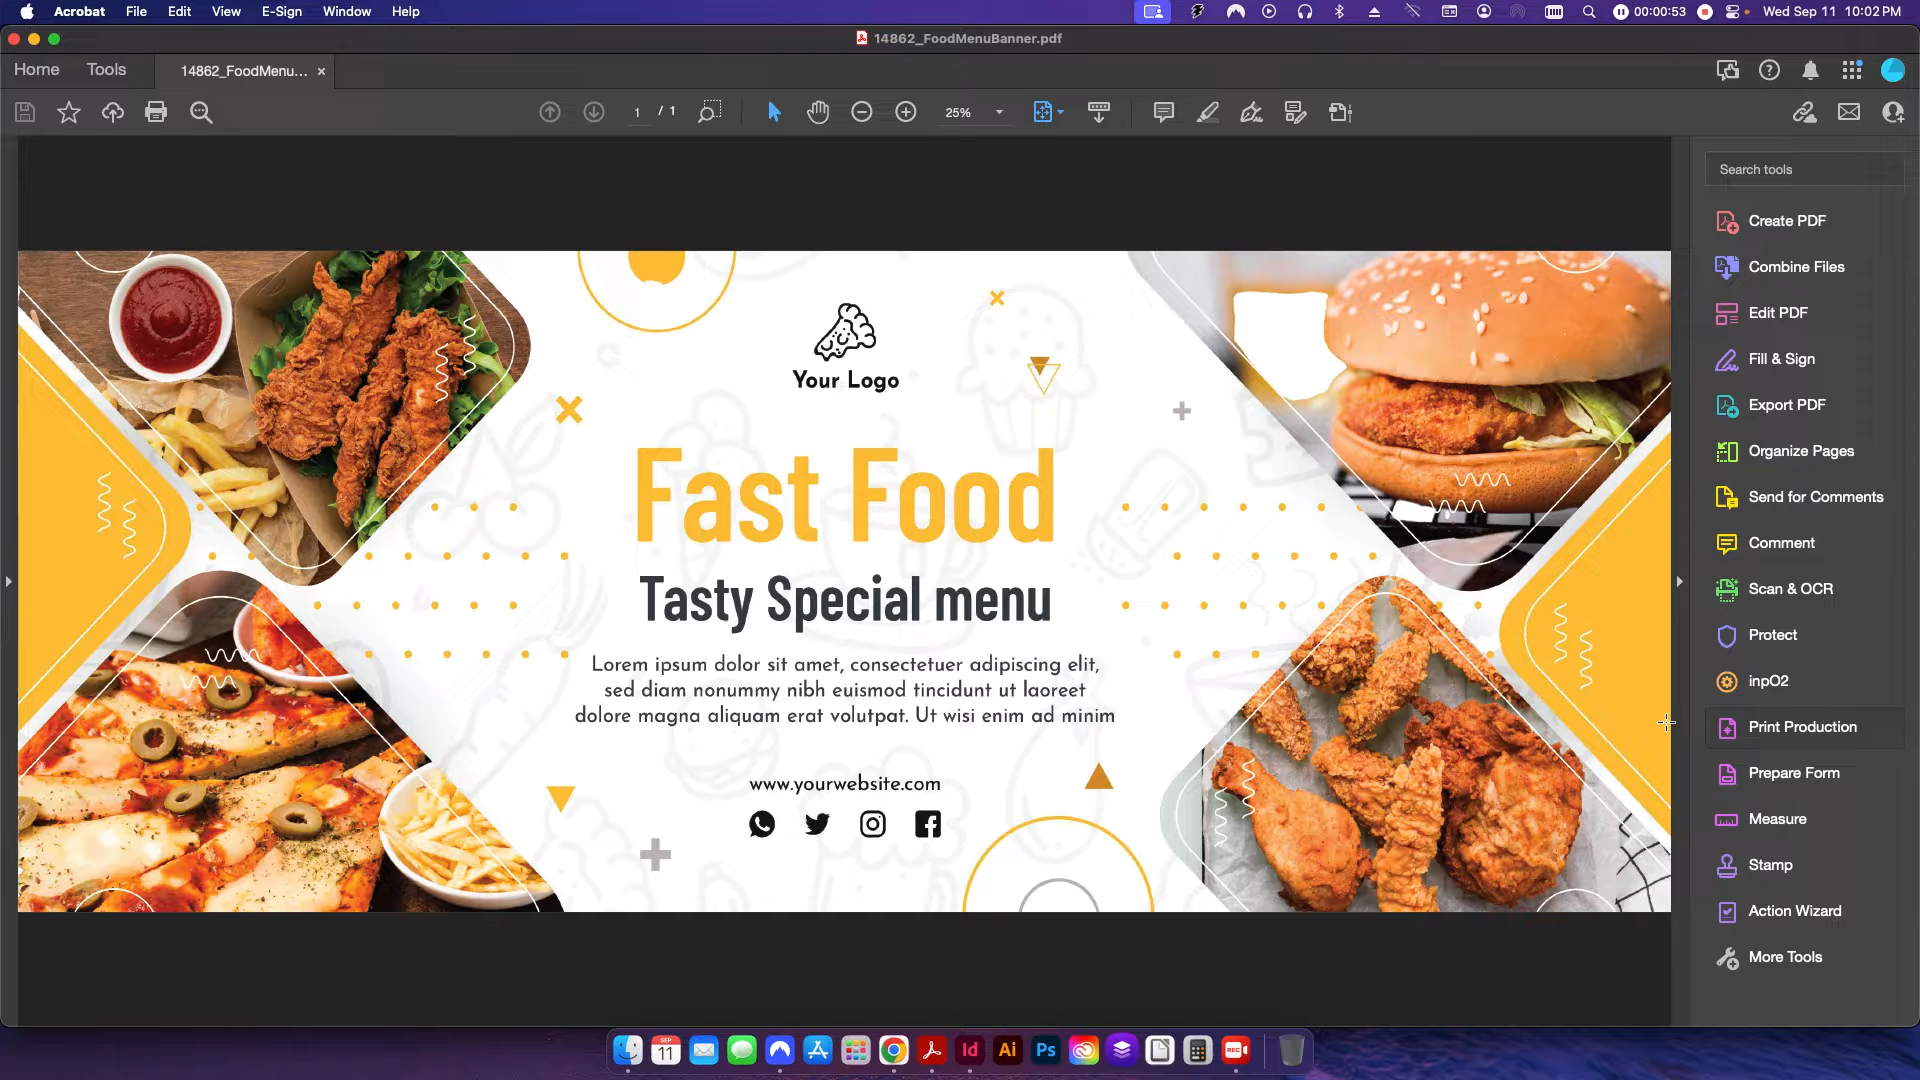 Acrobat File Edit View E-Sign Window Help
00:00:53 Wed Sep 11 10:02 PM
14862_FoodMenuBanner.pdf
Home Tools 14862_FoodMenu...
1 / 1 25%
Search tools
Create PDF
Combine Files
Edit PDF
Fill & Sign
Export PDF
Organize Pages
Send for Comments
Comment
Scan & OCR
Protect
inpO2
Print Production
Prepare Form
Measure
Stamp
Action Wizard
More Tools
Your Logo
Fast Food
Tasty Special menu
Lorem ipsum dolor sit amet, consectetuer adipiscing elit,
sed diam nonummy nibh euismod tincidunt ut laoreet
dolore magna aliquam erat volutpat. Ut wisi enim ad minim
www.yourwebsite.com
SEP
11
Id Ai Ps REC